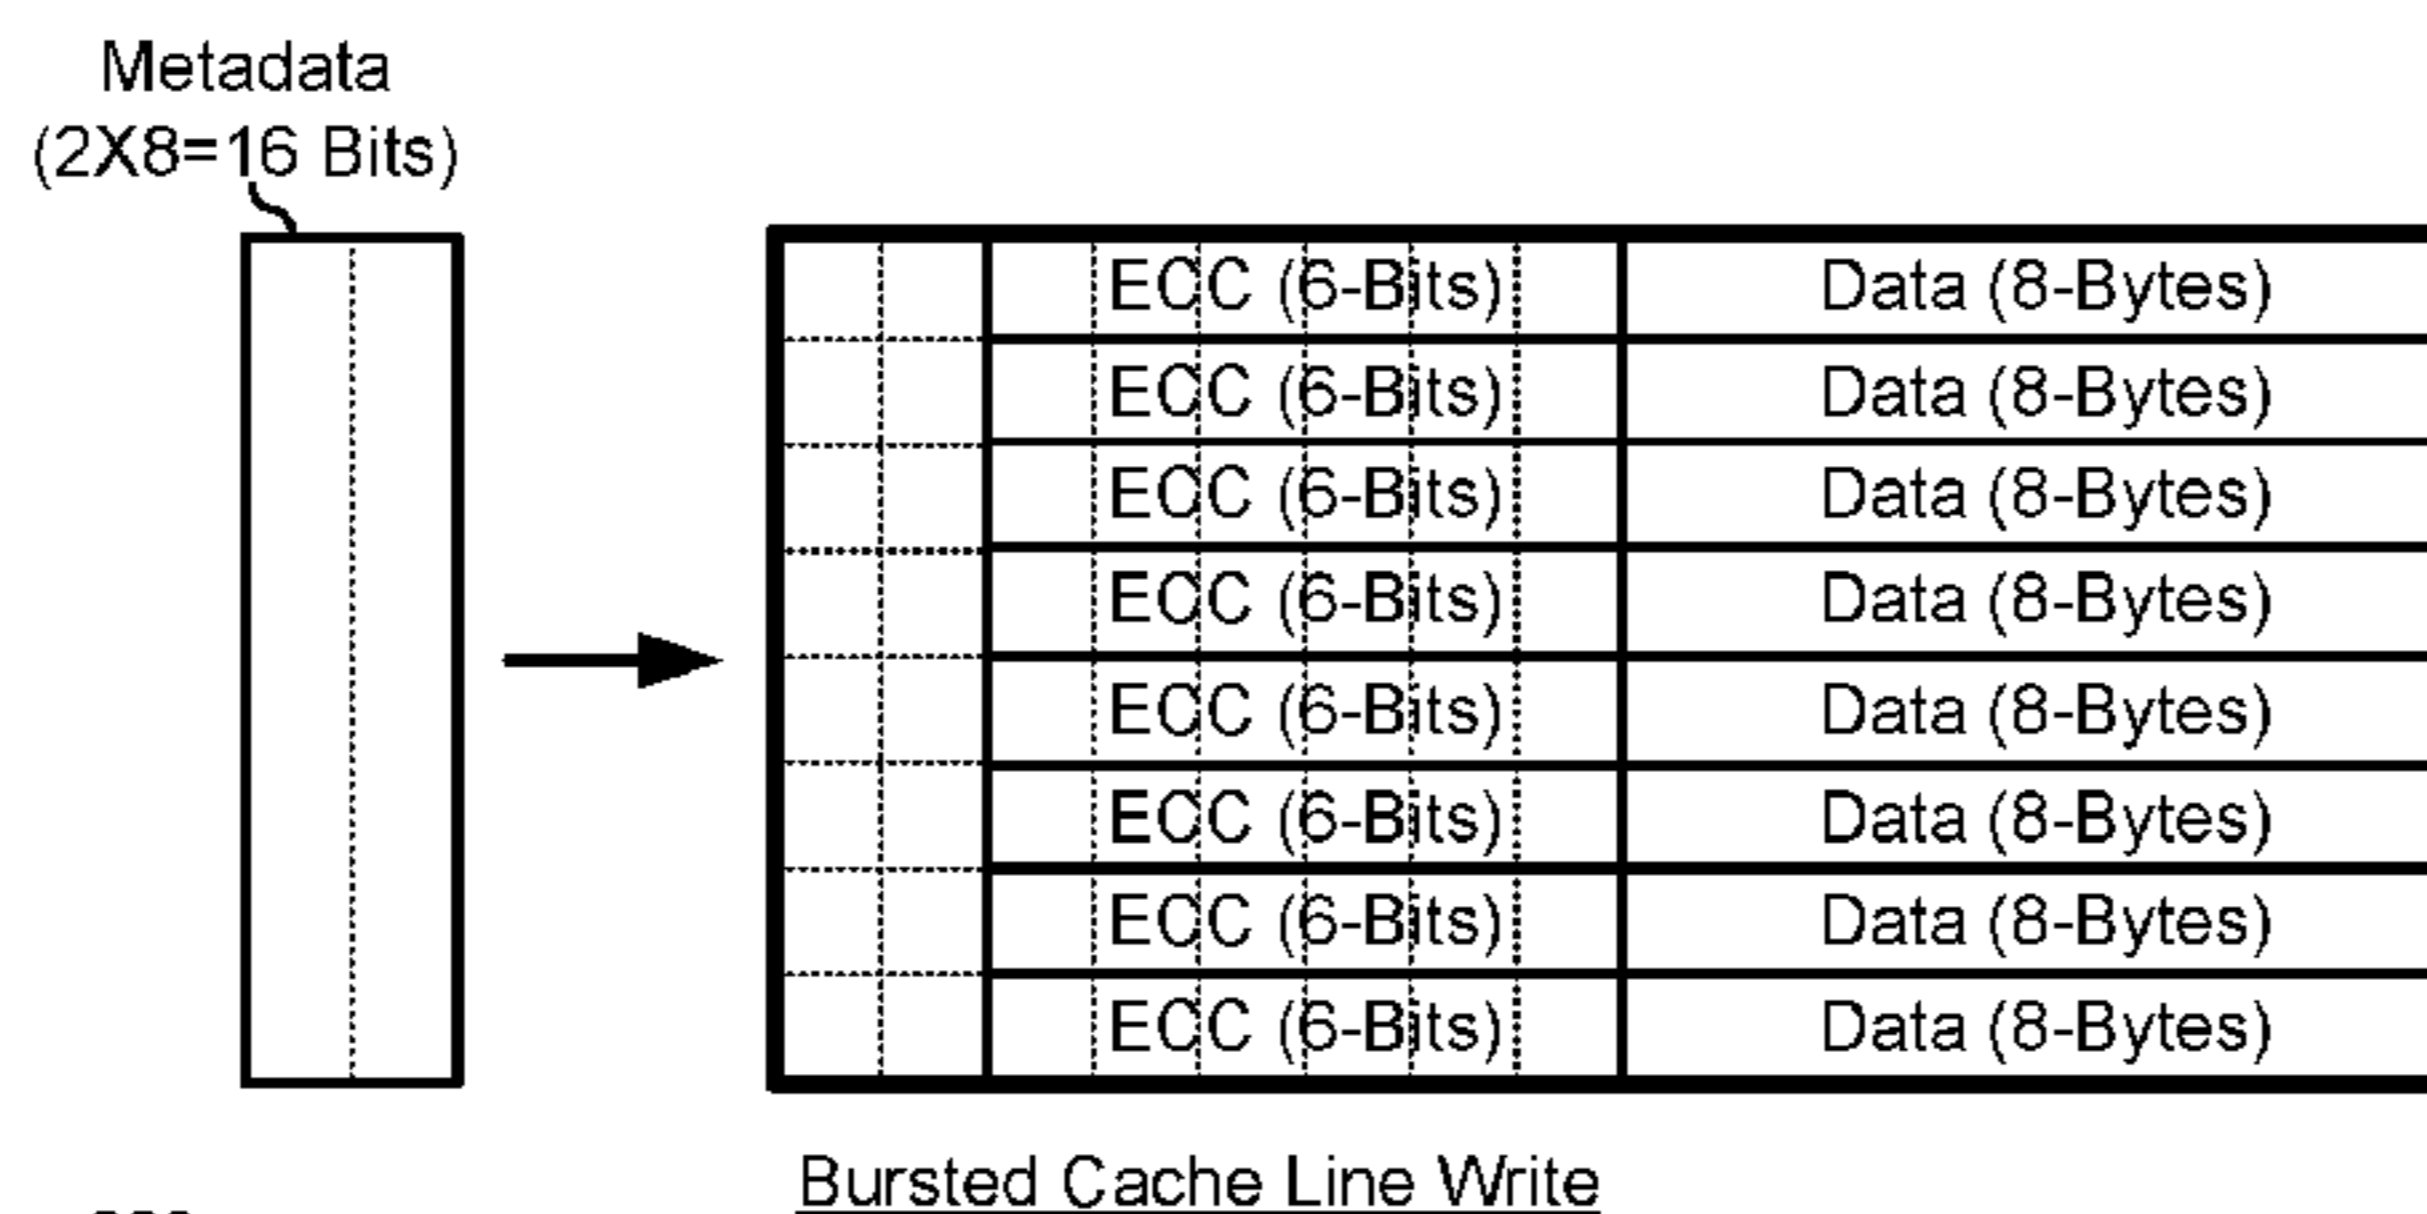 Metadata
(2X8=16 Bits)
ECC (6-Bits) Data (8-Bytes)
ECC (6-Bits) Data (8-Bytes)
ECC (6-Bits) Data (8-Bytes)
ECC (6-Bits) Data (8-Bytes)
ECC (6-Bits) Data (8-Bytes)
ECC (6-Bits) Data (8-Bytes)
ECC (6-Bits) Data (8-Bytes)
ECC (6-Bits) Data (8-Bytes)
Bursted Cache Line Write